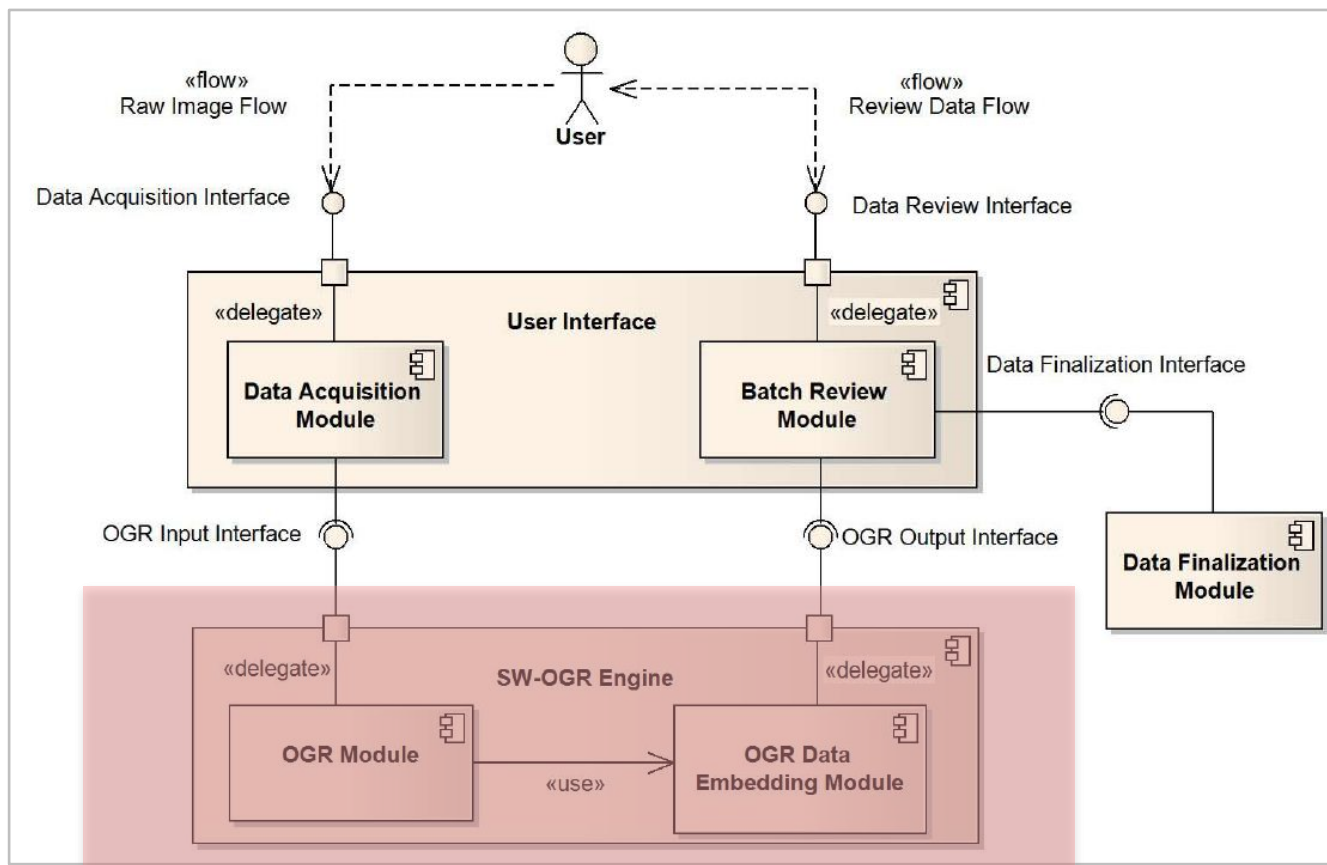 «flow»
Raw Image Flow
«flow»
Review Data Flow
User
Data Acquisition Interface
Data Review Interface
«delegate»
User Interface
«delegate»
Data Acquisition
Module
Batch Review
Module
Data Finalization Interface
OGR Input Interface
OGR Output Interface
Data Finalization
Module
«delegate»
SW-OGR Engine
«delegate»
OGR Module
«use»
OGR Data
Embedding Module